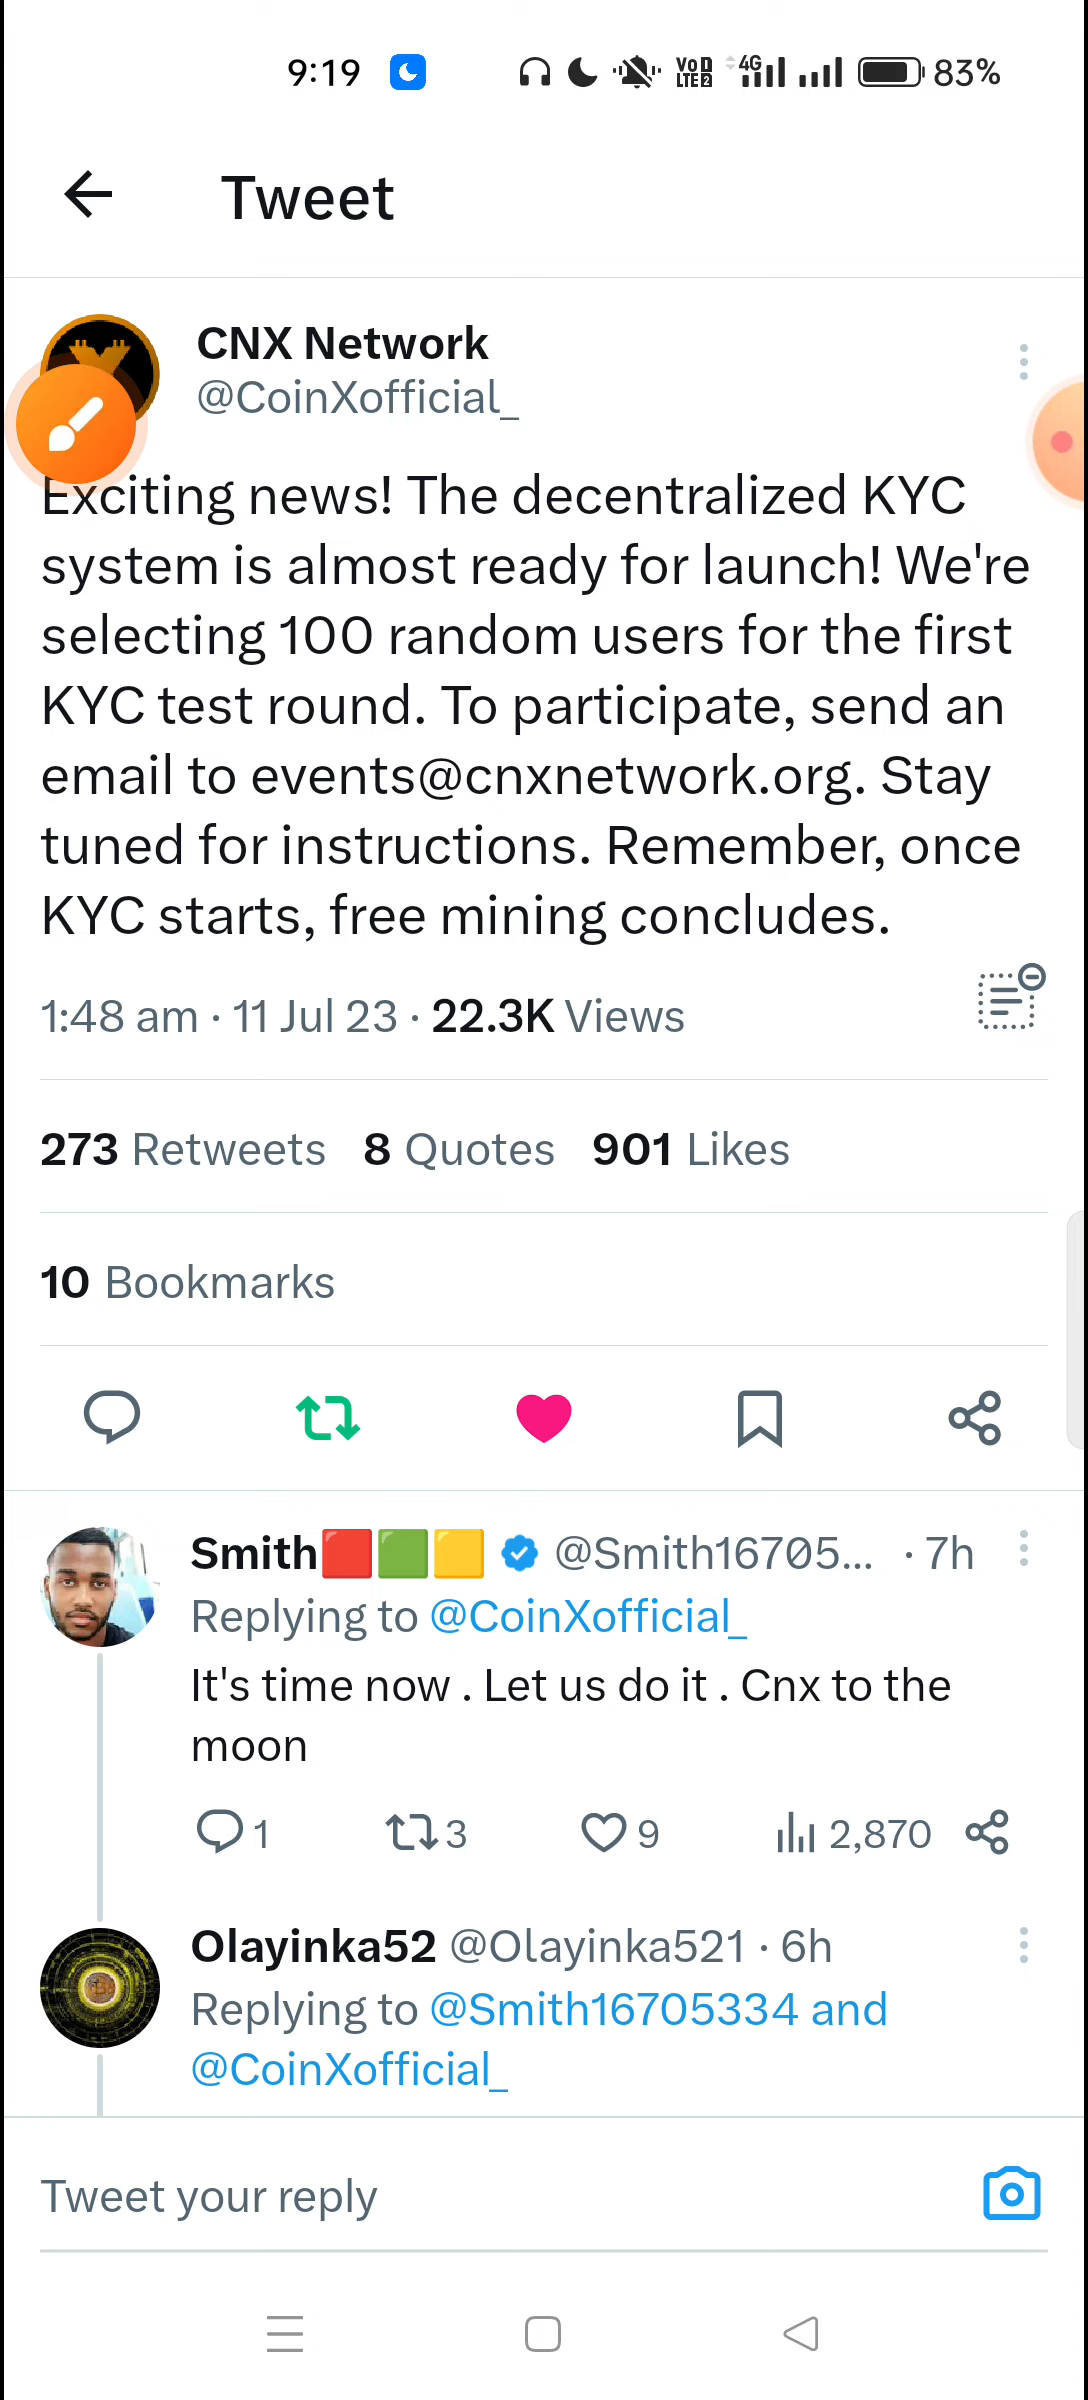 9:19
VoD
LTE2
4G
83%
Tweet
CNX Network
@CoinXofficial_
Exciting news! The decentralized KYC
system is almost ready for launch! We're
selecting 100 random users for the first
KYC test round. To participate, send an
email to events@cnxnetwork.org. Stay
tuned for instructions. Remember, once
KYC starts, free mining concludes.
1:48 am · 11 Jul 23 · 22.3K Views
273 Retweets 8 Quotes 901 Likes
10 Bookmarks
Smith🟥🟩🟨 @Smith16705... · 7h
Replying to @CoinXofficial_
It's time now . Let us do it . Cnx to the
moon
1 3 9 2,870
Olayinka52 @Olayinka521 · 6h
Replying to @Smith16705334 and
@CoinXofficial_
Tweet your reply